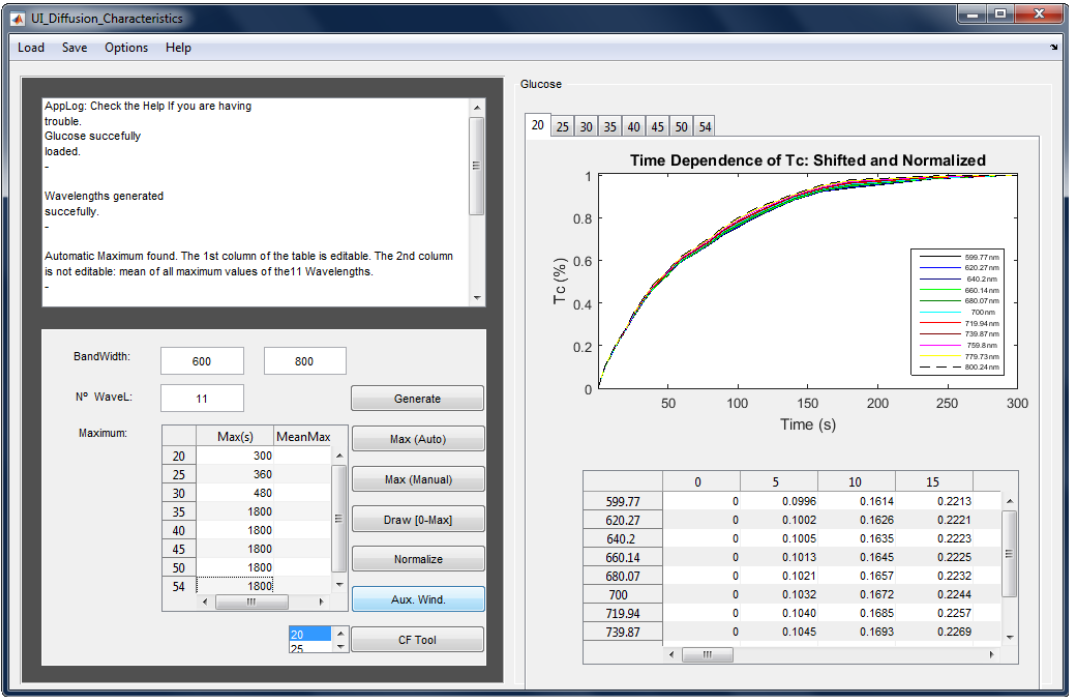 UI_Diffusion_Characteristics
Load Save Options Help
AppLog: Check the Help If you are having
trouble.
Glucose succefully
loaded.
-
Wavelengths generated
succefully.
-
Automatic Maximum found. The 1st column of the table is editable. The 2nd column
is not editable: mean of all maximum values of the11 Wavelengths.
-
BandWidth: 600 800
Nº WaveL: 11 Generate
Maximum:
Max(s) MeanMax
20 300
25 360
30 480
35 1800
40 1800
45 1800
50 1800
54 1800
Max (Auto)
Max (Manual)
Draw [0-Max]
Normalize
Aux. Wind.
20
25
CF Tool
Glucose
20 25 30 35 40 45 50 54
Time Dependence of Tc: Shifted and Normalized
Tc (%)
1
0.8
0.6
0.4
0.2
0
50 100 150 200 250 300
Time (s)
599.77 nm
620.27 nm
640.2 nm
660.14 nm
680.07 nm
700 nm
719.94 nm
739.87 nm
759.8 nm
779.73 nm
800.24 nm
0 5 10 15
599.77 0 0.0996 0.1614 0.2213
620.27 0 0.1002 0.1626 0.2221
640.2 0 0.1005 0.1635 0.2223
660.14 0 0.1013 0.1645 0.2225
680.07 0 0.1021 0.1657 0.2232
700 0 0.1032 0.1672 0.2244
719.94 0 0.1040 0.1685 0.2257
739.87 0 0.1045 0.1693 0.2269